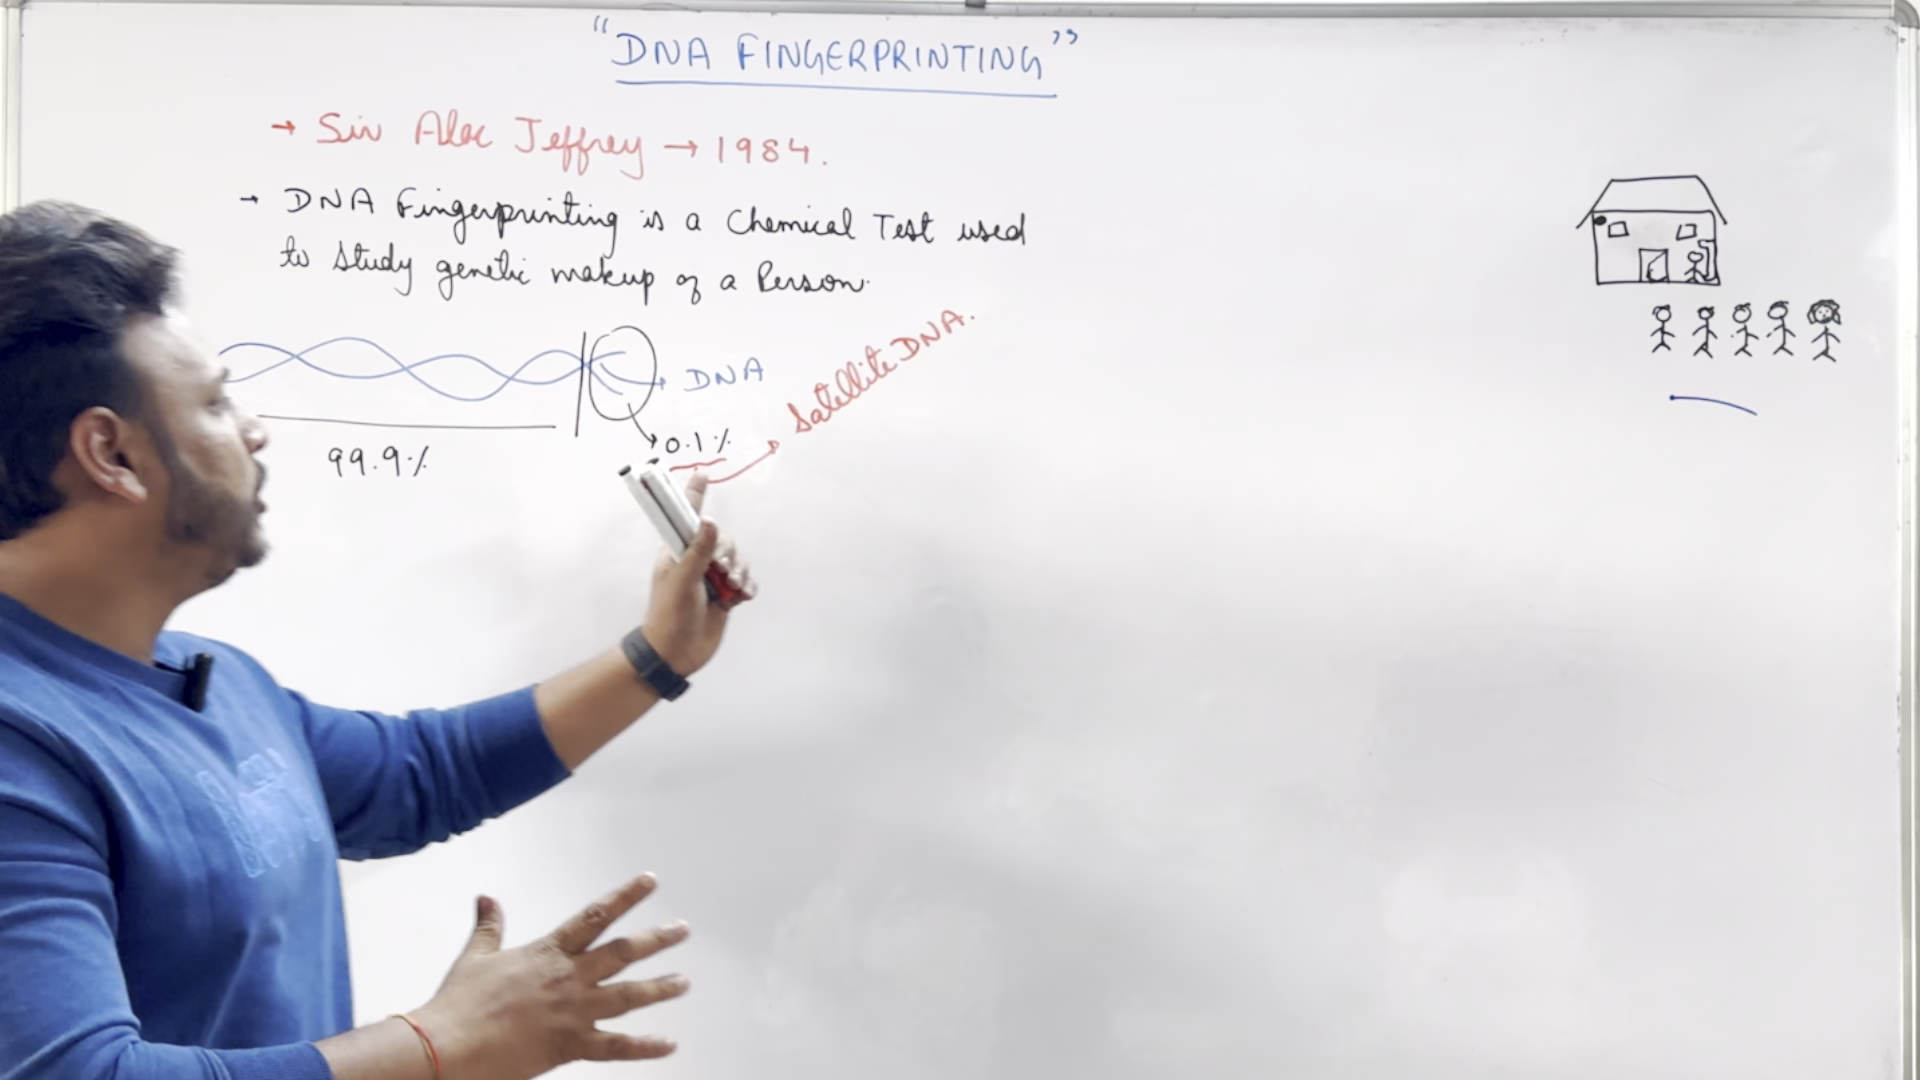 "DNA FINGERPRINTING"
→ Sir Alec Jeffrey → 1984.
→ DNA Fingerprinting is a Chemical Test used
to study genetic makeup of a Person.
DNA
99.9%
0.1%
Satellite DNA.